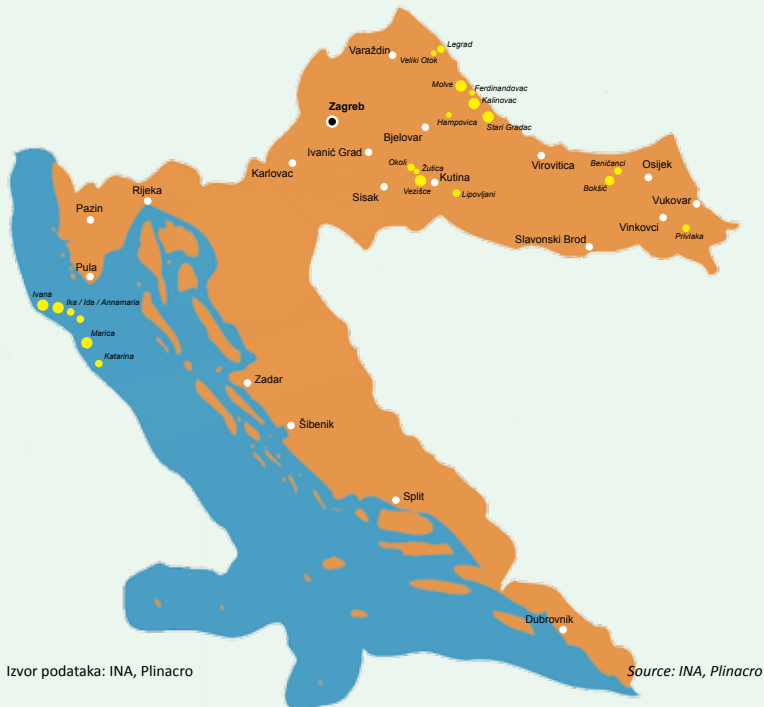 Legrad
Varaždin
Veliki Otok
Molve
Ferdinandovac
Kalinovac
Zagreb
Hampovica
Stari Gradac
Bjelovar
Ivanić Grad
Virovitica
Okoli
Žutica
Beničanci
Osijek
Karlovac
Kutina
Bokšić
Vezišce
Sisak
Lipovljani
Rijeka
Vukovar
Pazin
Vinkovci
Privlaka
Slavonski Brod
Pula
Ivana
Ika / Ida / Annamaria
Marica
Katarina
Zadar
Šibenik
Split
Dubrovnik
Izvor podataka: INA, Plinacro
Source: INA, Plinacro